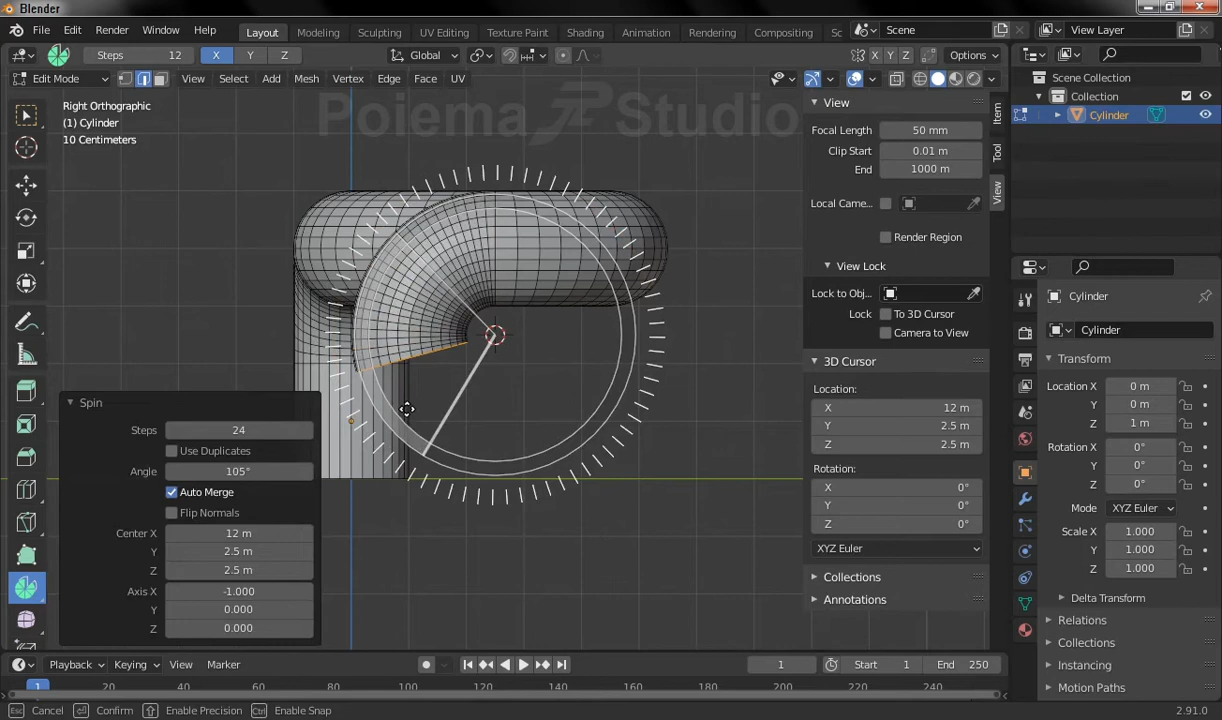 Blender
File Edit Render Window Help Layout Modeling Sculpting UV Editing Texture Paint Shading Animation Rendering Compositing Sc Scene View Layer
Steps 12 X Y Z Global X Y Z Options
Edit Mode View Select Add Mesh Vertex Edge Face UV
Scene Collection
Collection
Cylinder
Poiema Studio
Right Orthographic
(1) Cylinder
10 Centimeters
View
Focal Length 50 mm
Clip Start 0.01 m
End 1000 m
Local Came...
Render Region
View Lock
Lock to Obj...
Lock To 3D Cursor
Camera to View
3D Cursor
Location:
X 12 m
Y 2.5 m
Z 2.5 m
Rotation:
X 0°
Y 0°
Z 0°
XYZ Euler
Collections
Annotations
Item
Tool
View
Cylinder
Cylinder
Transform
Location X 0 m
Y 0 m
Z 1 m
Rotation X 0°
Y 0°
Z 0°
Mode XYZ Euler
Scale X 1.000
Y 1.000
Z 1.000
Delta Transform
Relations
Collections
Instancing
Motion Paths
Spin
Steps 24
Use Duplicates
Angle 105°
Auto Merge
Flip Normals
Center X 12 m
Y 2.5 m
Z 2.5 m
Axis X -1.000
Y 0.000
Z 0.000
Playback Keying View Marker 1 Start 1 End 250
1 20 40 60 80 100 120 140 160 180 200 220 240
Esc Cancel Confirm Enable Precision Ctrl Enable Snap 2.91.0